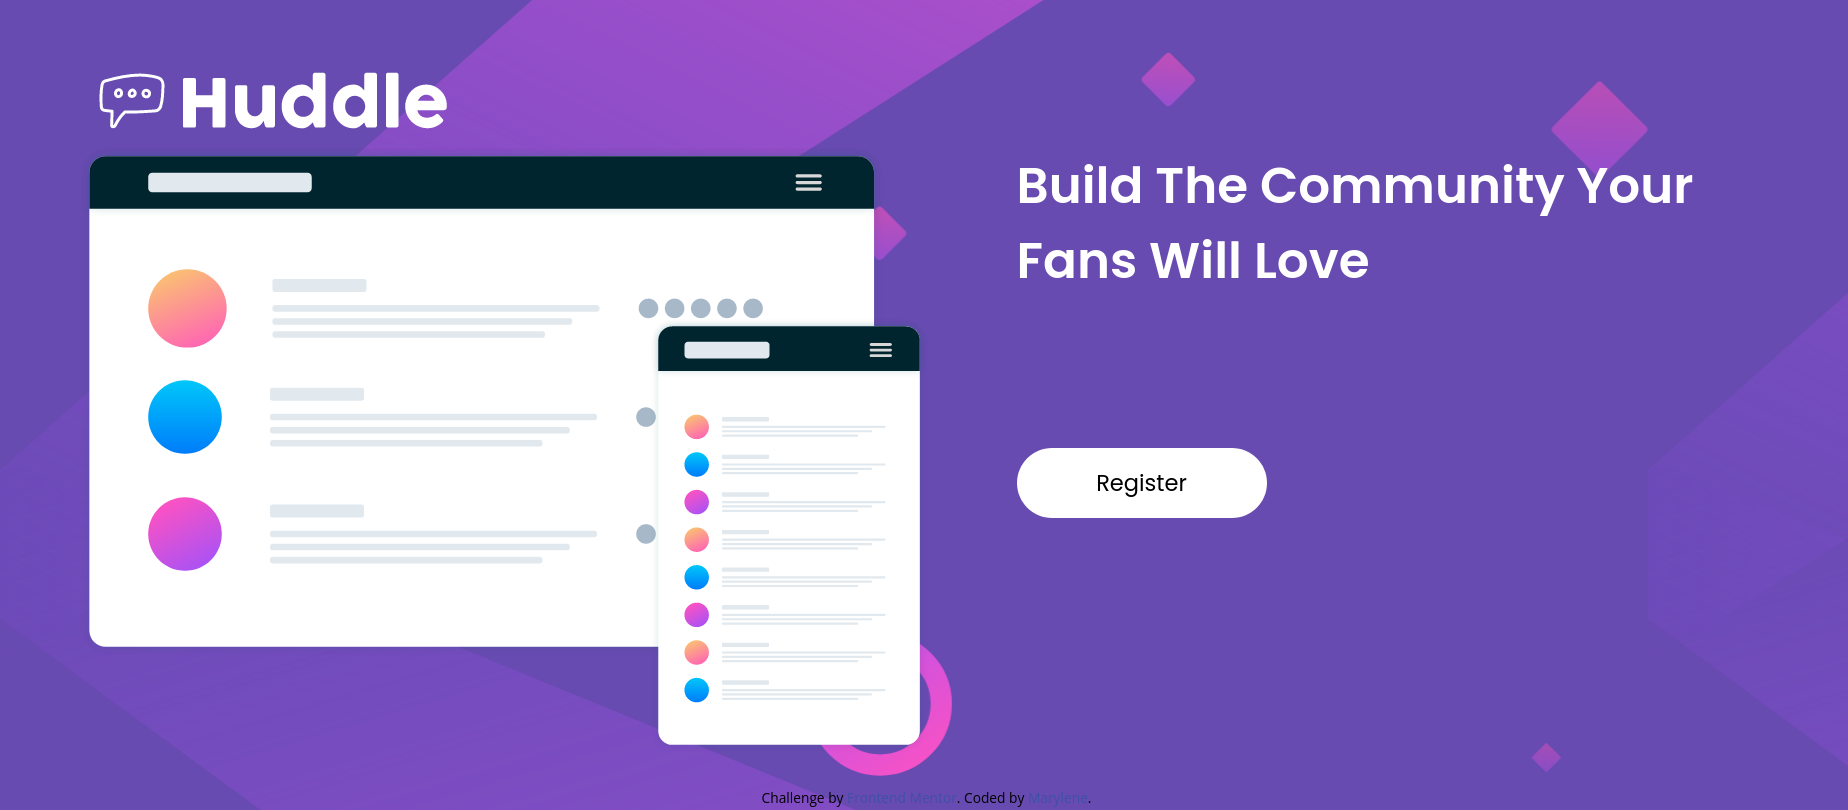 Huddle
Build The Community Your
Fans Will Love
Register
Challenge by Frontend Mentor. Coded by Marylene.